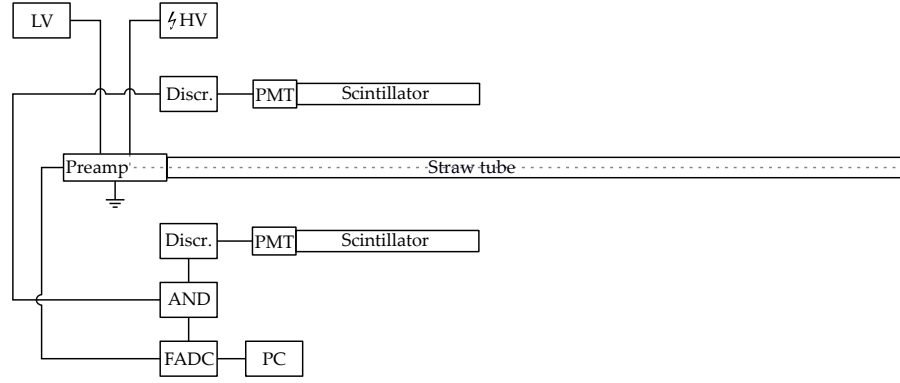 LV
HV
Discr.
PMT
Scintillator
Preamp
Straw tube
Discr.
PMT
Scintillator
AND
FADC
PC